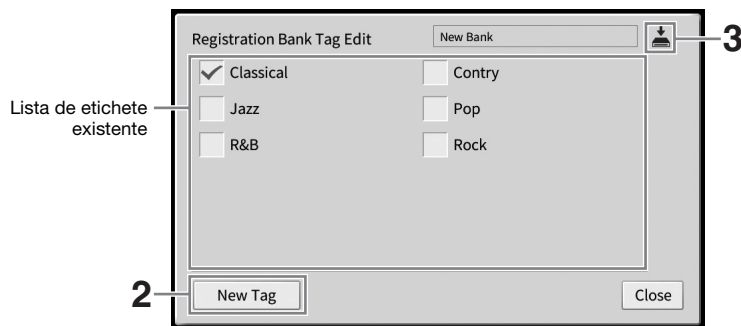 Registration Bank Tag Edit
New Bank
3
Classical
Contry
Lista de etichete
existente
Jazz
Pop
R&B
Rock
2
New Tag
Close